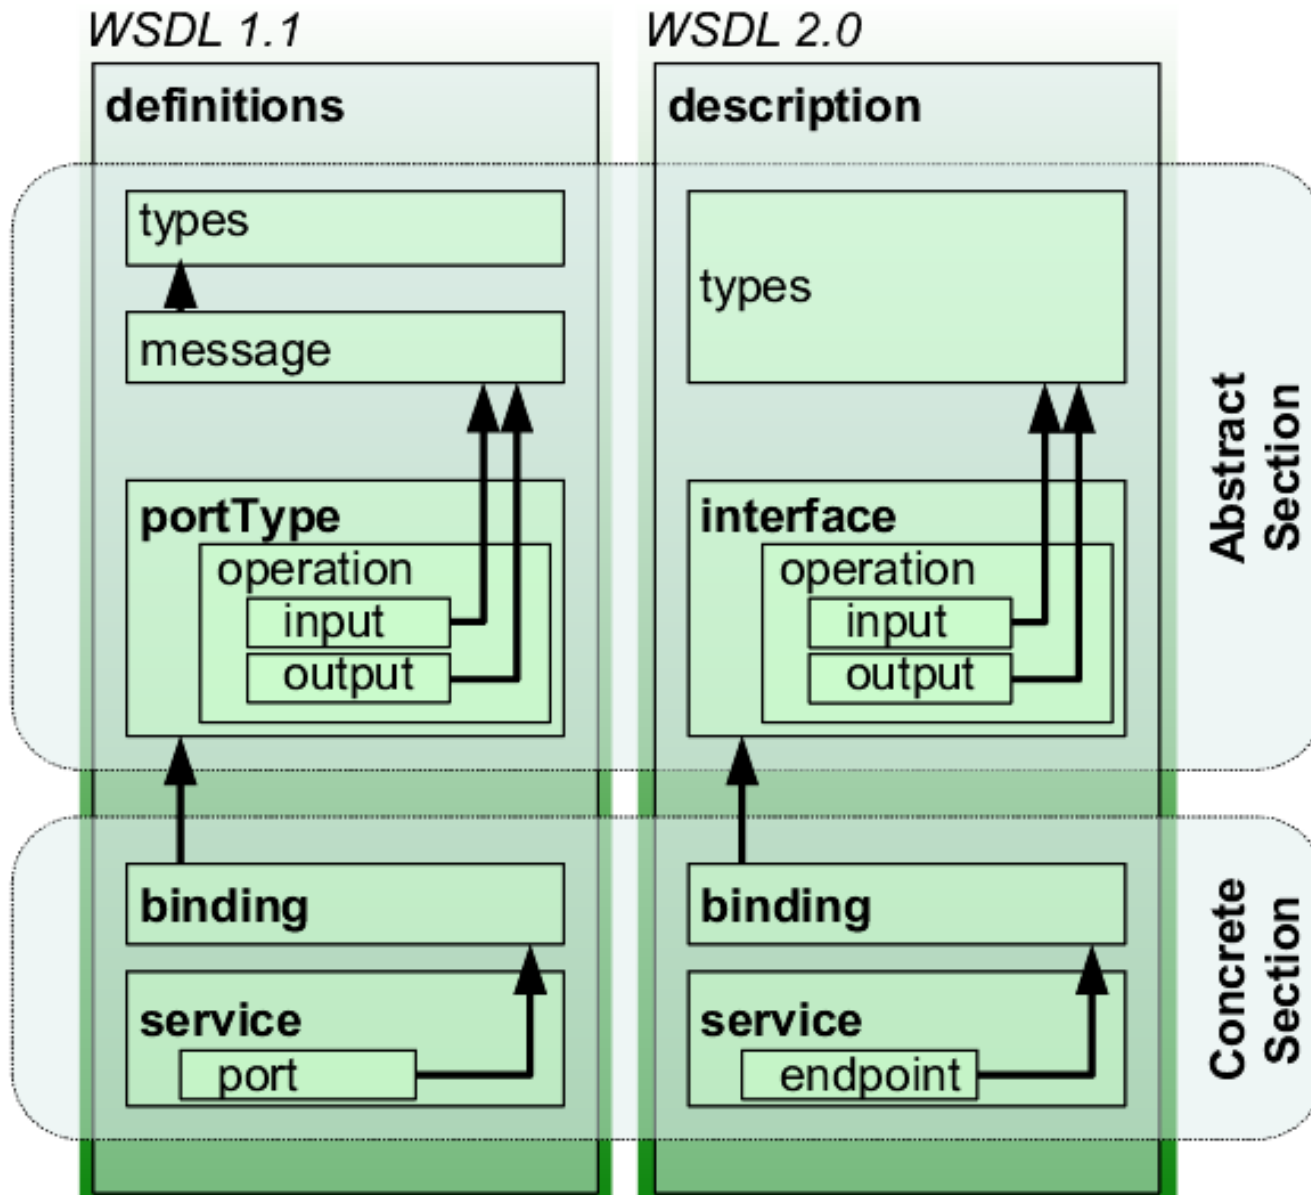 WSDL 1.1
definitions
types
message
portType
operation
input
output
binding
service
port
WSDL 2.0
description
types
interface
operation
input
output
binding
service
endpoint
Abstract
Section
Concrete
Section